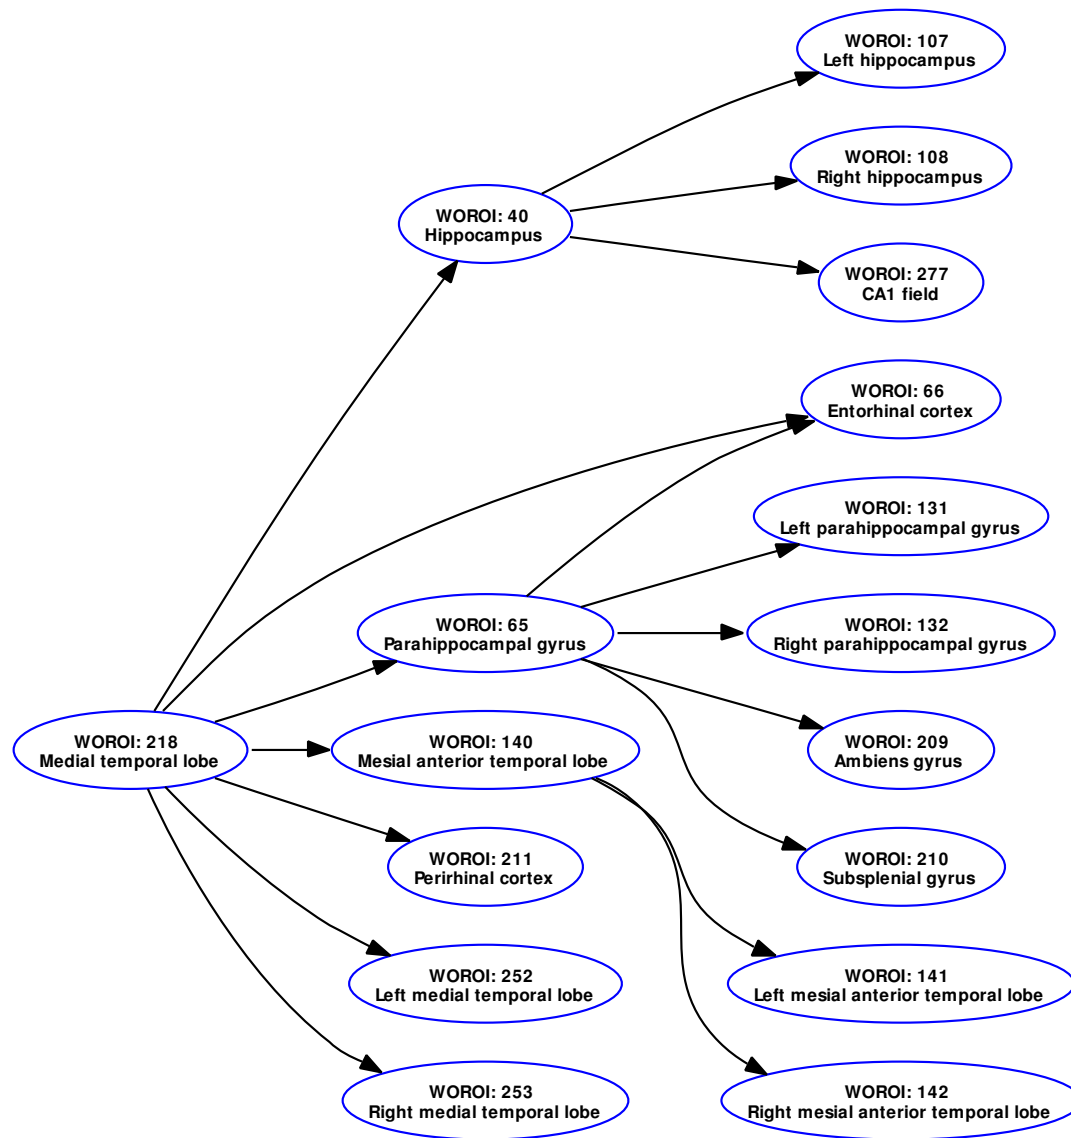 WOROI: 107
Left hippocampus
WOROI: 108
Right hippocampus
WOROI: 40
Hippocampus
WOROI: 277
CA1 field
WOROI: 66
Entorhinal cortex
WOROI: 131
Left parahippocampal gyrus
WOROI: 65
Parahippocampal gyrus
WOROI: 132
Right parahippocampal gyrus
WOROI: 218
Medial temporal lobe
WOROI: 140
Mesial anterior temporal lobe
WOROI: 209
Ambiens gyrus
WOROI: 211
Perirhinal cortex
WOROI: 210
Subsplenial gyrus
WOROI: 252
Left medial temporal lobe
WOROI: 141
Left mesial anterior temporal lobe
WOROI: 253
Right medial temporal lobe
WOROI: 142
Right mesial anterior temporal lobe